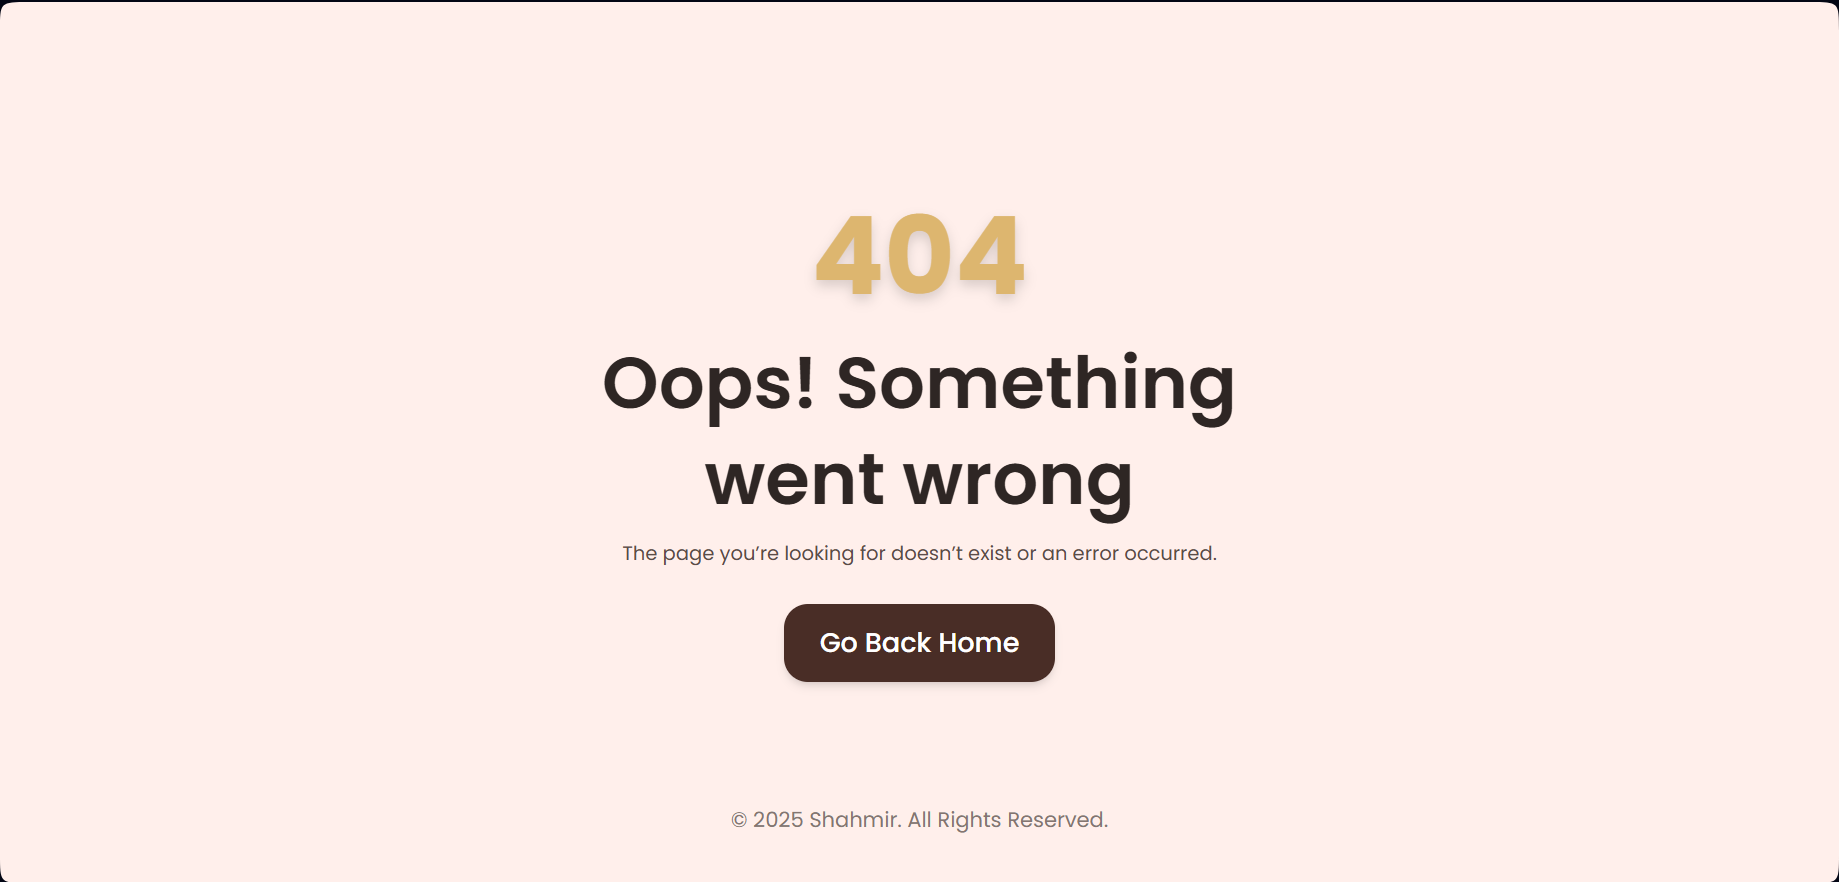 404
Oops! Something
went wrong
The page you’re looking for doesn’t exist or an error occurred.
Go Back Home
© 2025 Shahmir. All Rights Reserved.